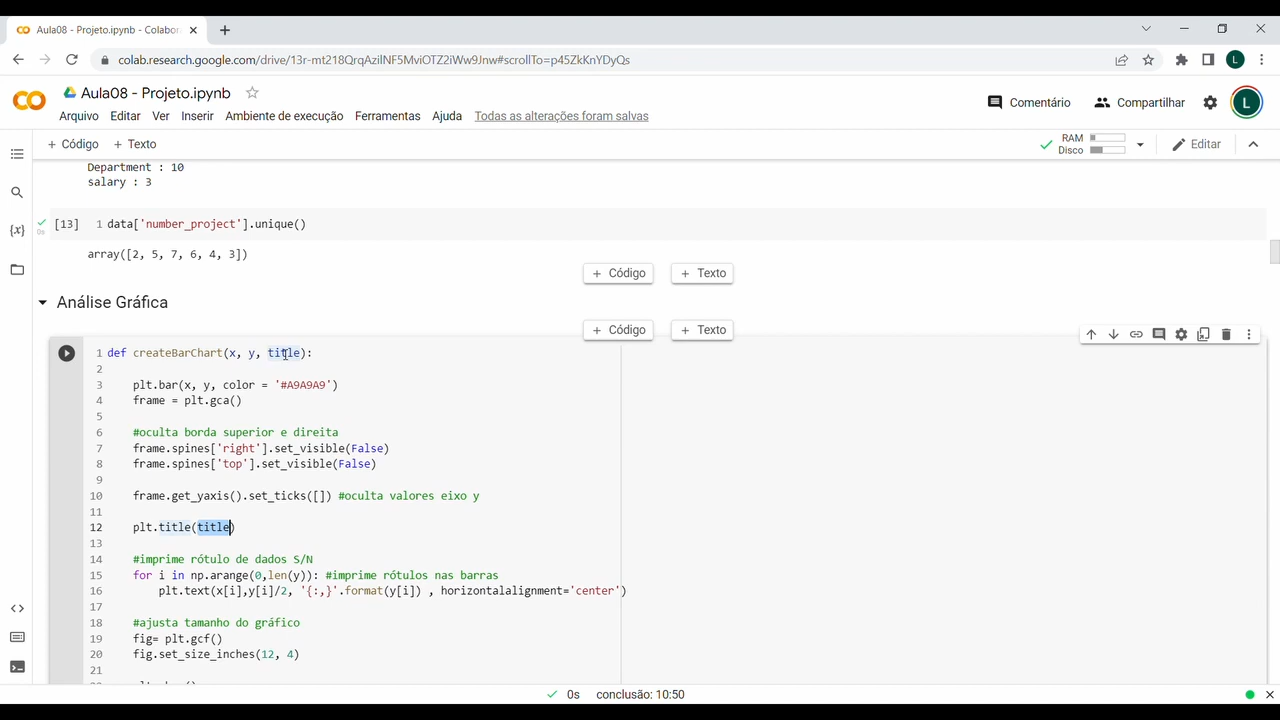 Aula08 - Projeto.ipynb - Colabor
colab.research.google.com/drive/13r-mt218QrqAzilNF5MviOTZ2iWw9Jnw#scrollTo=p45ZkKnYDyQs
L
Aula08 - Projeto.ipynb
Comentário
Compartilhar
L
Arquivo Editar Ver Inserir Ambiente de execução Ferramentas Ajuda Todas as alterações foram salvas
+ Código + Texto
RAM
Disco
Editar
Department : 10
salary : 3
[13] 1 data['number_project'].unique()
0s
array([2, 5, 7, 6, 4, 3])
+ Código + Texto
Análise Gráfica
+ Código + Texto
1 def createBarChart(x, y, title):
2
3 plt.bar(x, y, color = '#A9A9A9')
4 frame = plt.gca()
5
6 #oculta borda superior e direita
7 frame.spines['right'].set_visible(False)
8 frame.spines['top'].set_visible(False)
9
10 frame.get_yaxis().set_ticks([]) #oculta valores eixo y
11
12 plt.title(title)
13
14 #imprime rótulo de dados S/N
15 for i in np.arange(0,len(y)): #imprime rótulos nas barras
16 plt.text(x[i],y[i]/2, '{:,}'.format(y[i]) , horizontalalignment='center')
17
18 #ajusta tamanho do gráfico
19 fig= plt.gcf()
20 fig.set_size_inches(12, 4)
21
0s conclusão: 10:50